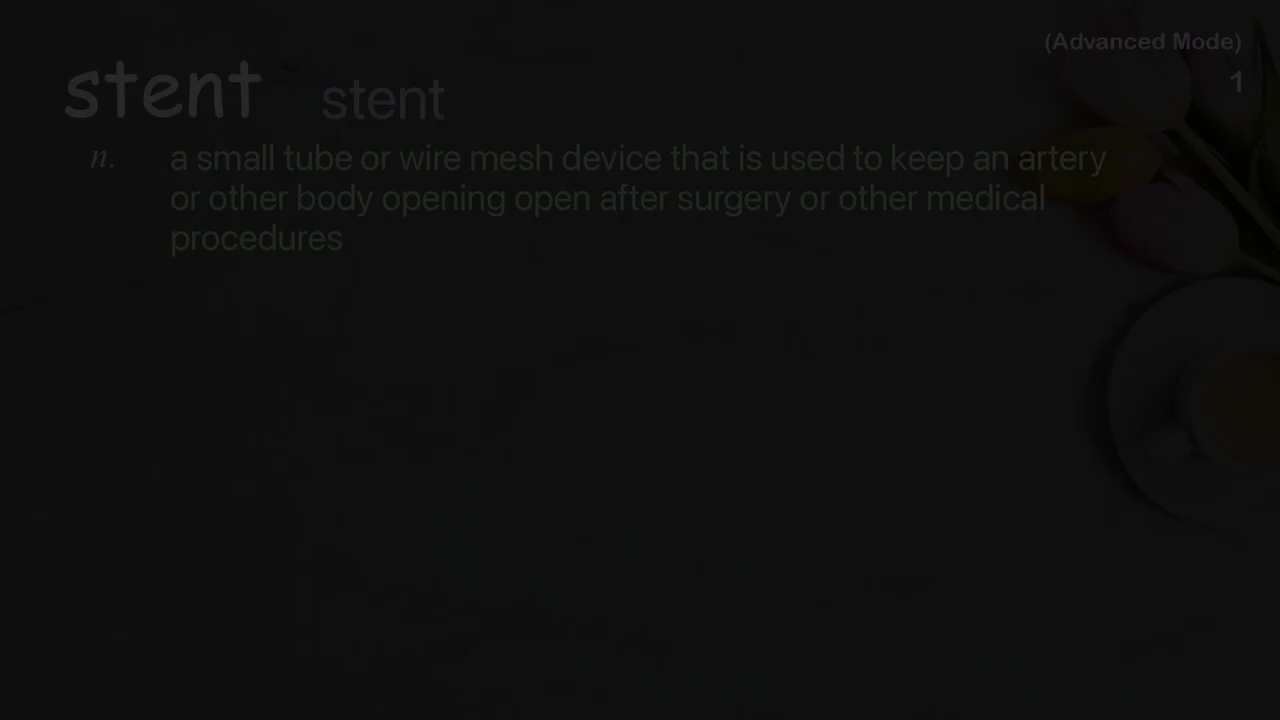 (Advanced Mode)
stent stent
1
n. a small tube or wire mesh device that is used to keep an artery
or other body opening open after surgery or other medical
procedures